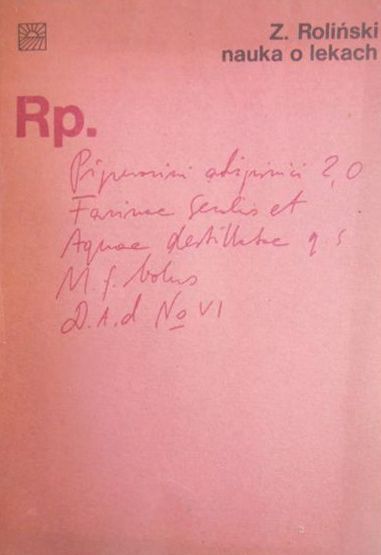 Z. Roliński
nauka o lekach
Rp.
Piperazini adipinici 2,0
Farinae Secalis et
Aquae destillatae q s
M. f. bolus
D. t. d No VI